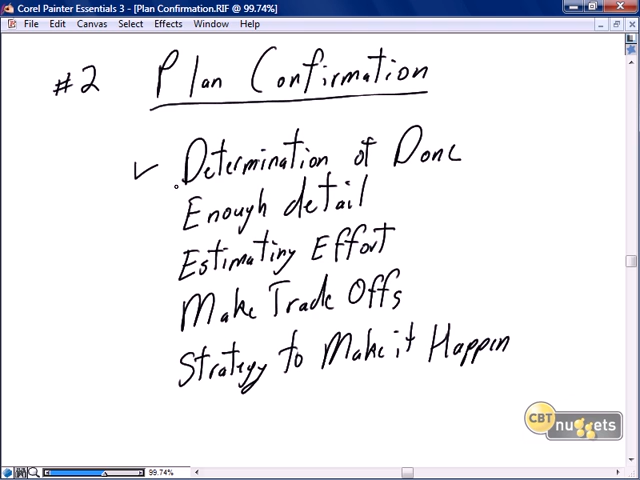 Corel Painter Essentials 3 - [Plan Confirmation.RIF @ 99.74%]
File Edit Canvas Select Effects Window Help
#2 Plan Confirmation
✓ Determination of Done
Enough detail
Estimating Effort
Make Trade Offs
Strategy to Make it Happen
CBT nuggets
99.74%